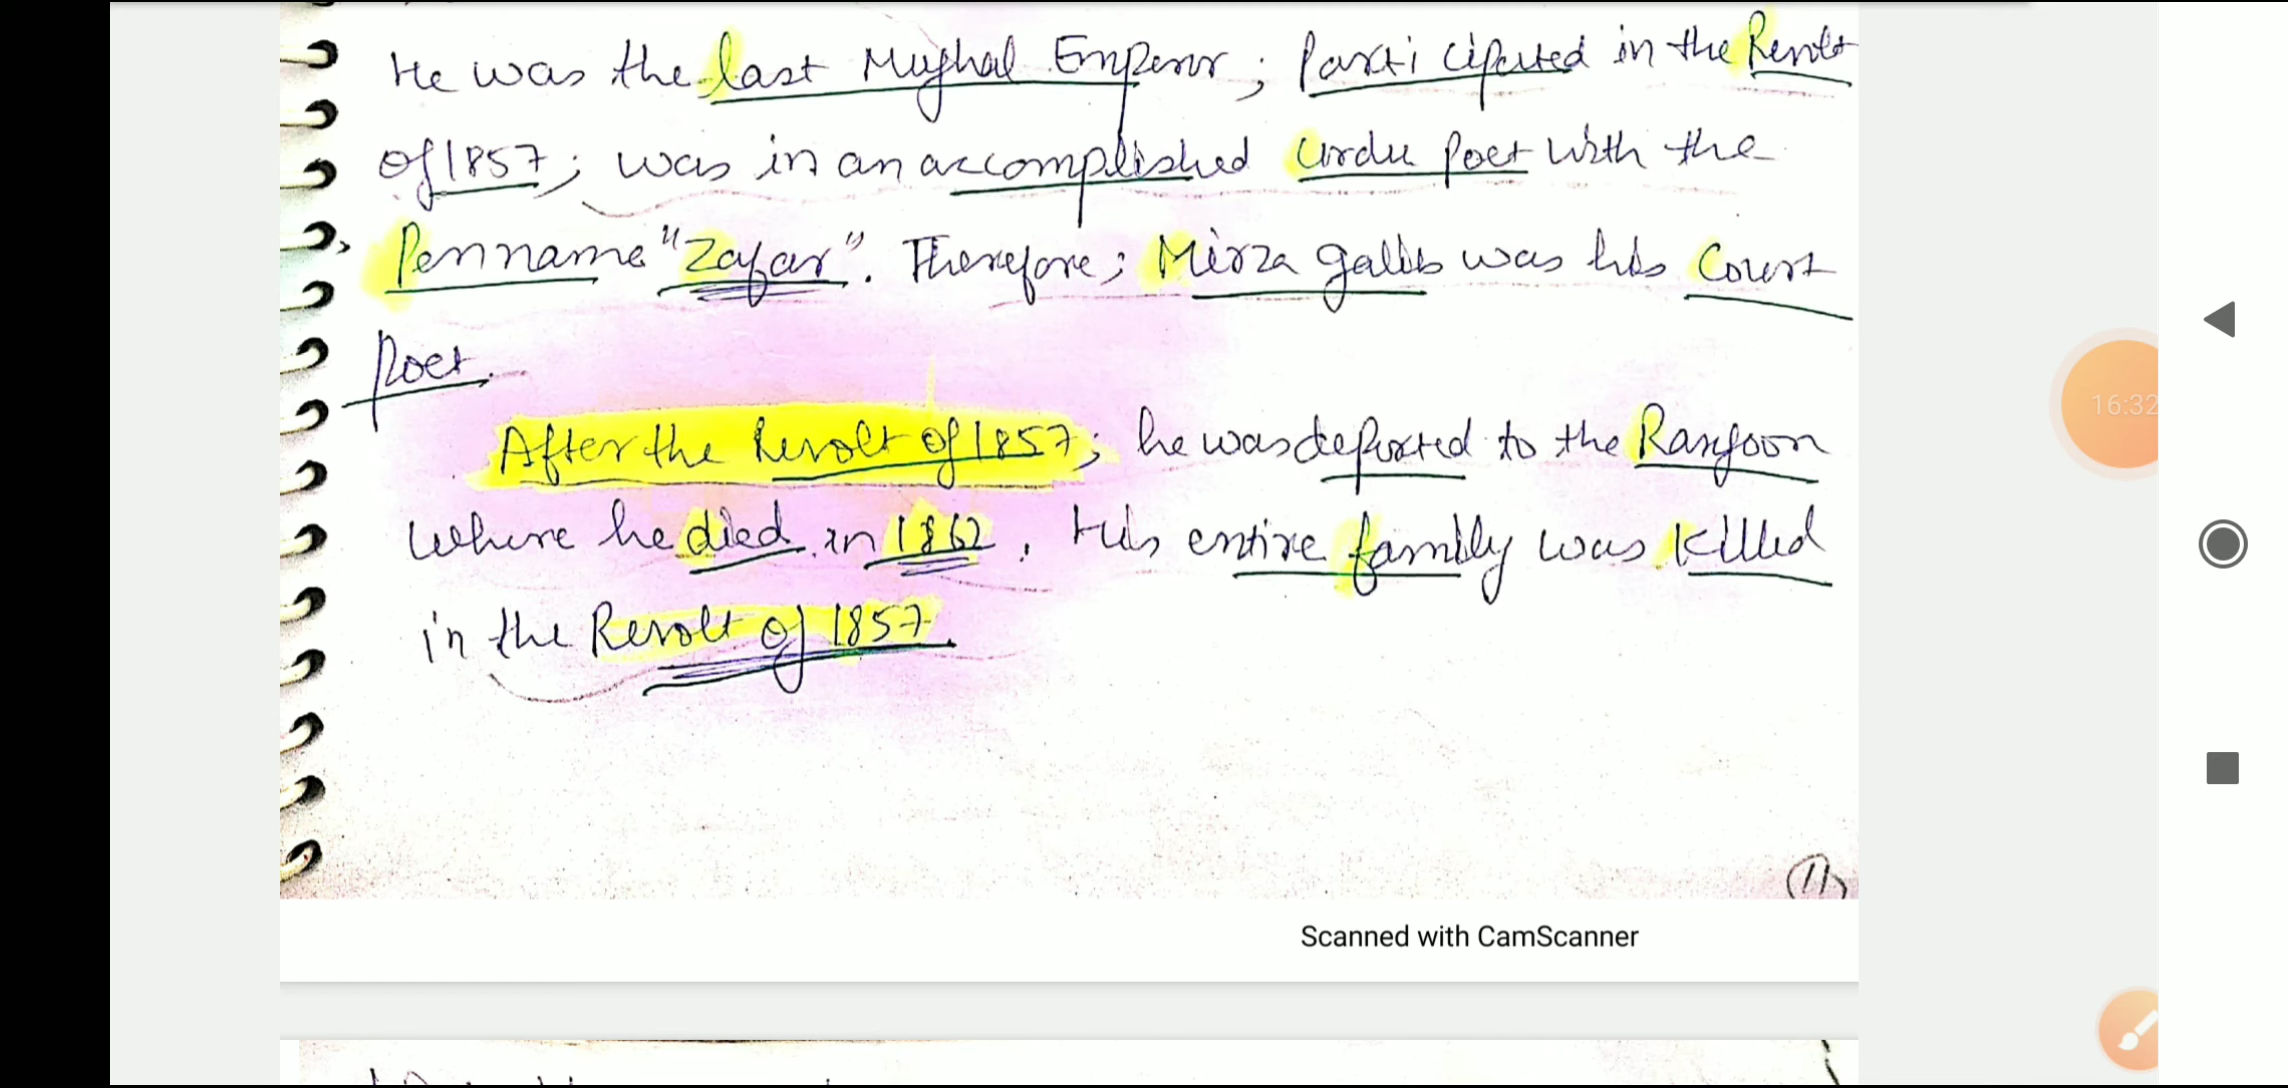 He was the last Mughal Emperor ; Participated in the Revolt
of 1857 ; was in an accomplished Urdu Poet with the
Penname "Zafar". Therefore ; Mirza galib was his Court
Poet.
After the Revolt of 1857 ; he was deported to the Rangoon
where he died in 1862. His entire family was killed
in the Revolt of 1857.
11
Scanned with CamScanner
16:32